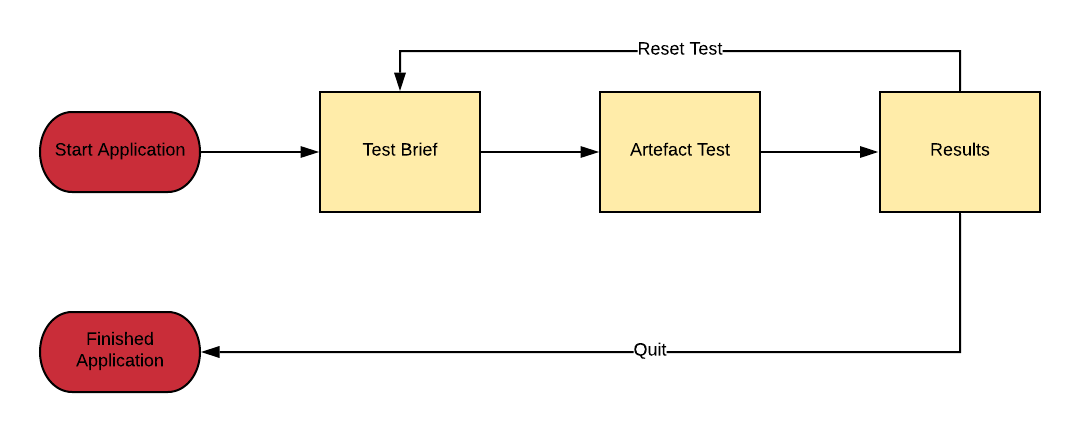 Reset Test
Start Application
Test Brief
Artefact Test
Results
Finished
Application
Quit